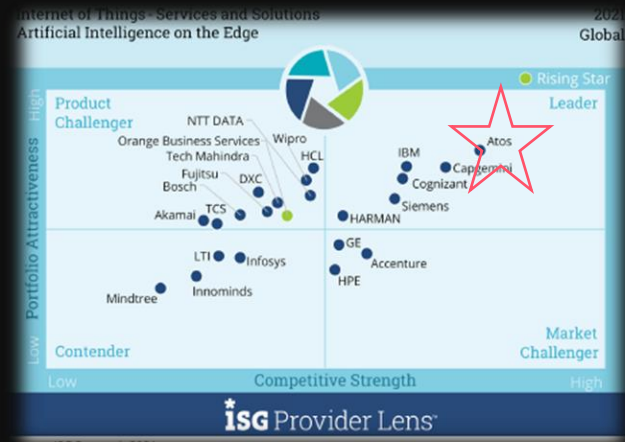 Internet of Things - Services and Solutions
2021
Artificial Intelligence on the Edge
Global
Rising Star
High
Product
Challenger
Leader
NTT DATA
Orange Business Services
Wipro
Tech Mahindra
HCL
Fujitsu
DXC
Bosch
Akamai
TCS
IBM
Atos
Capgemini
Cognizant
Siemens
HARMAN
Portfolio Attractiveness
LTI
Infosys
Innominds
Mindtree
GE
Accenture
HPE
Low
Contender
Market
Challenger
Low
Competitive Strength
High
iSG Provider Lens™